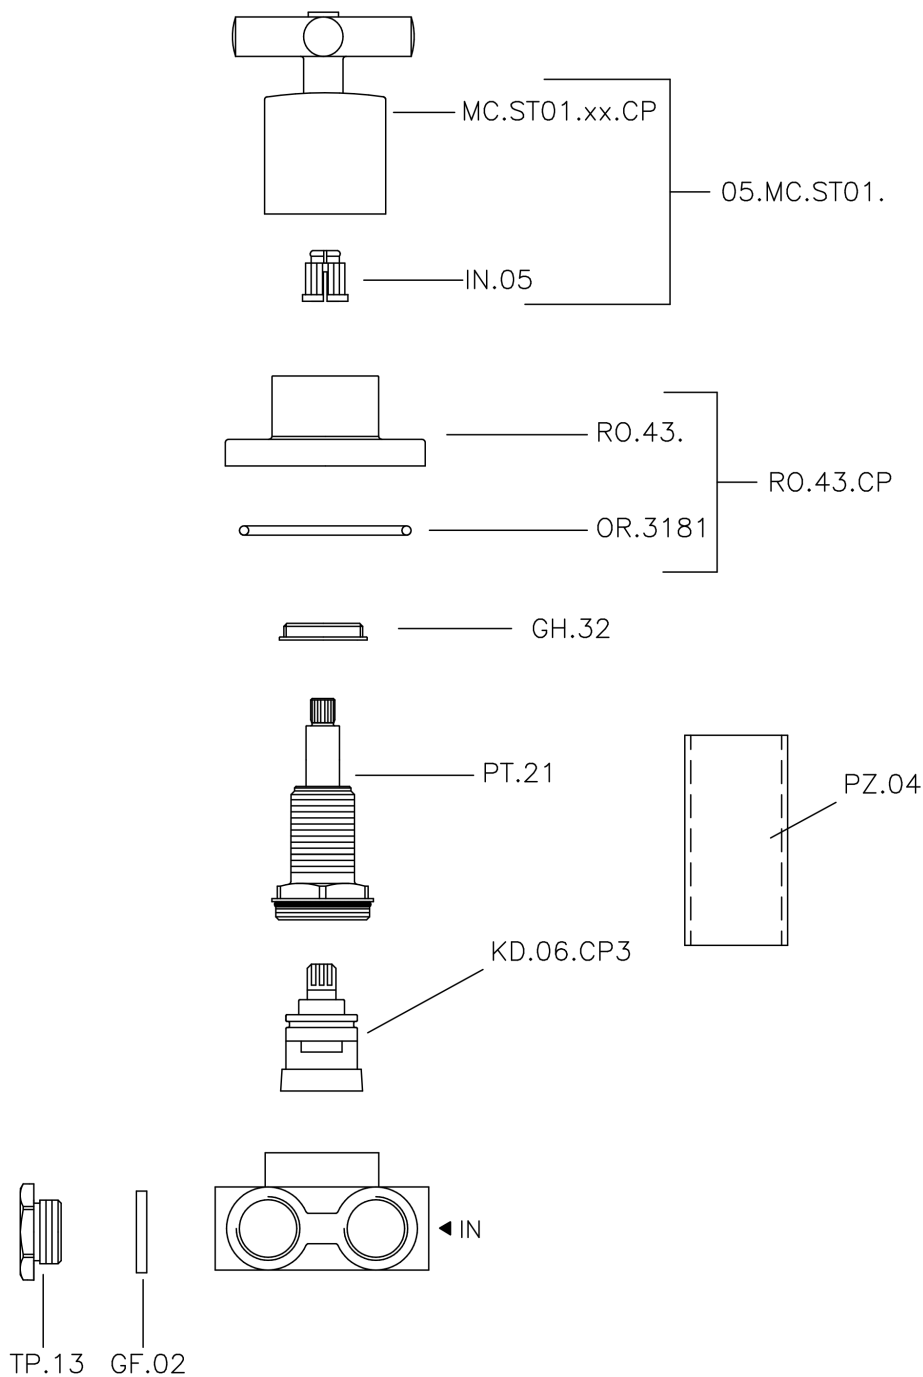 MC.ST01.xx.CP
05.MC.ST01.
IN.05
RO.43.
RO.43.CP
OR.3181
GH.32
PT.21
PZ.04
KD.06.CP3
IN
TP.13
GF.02